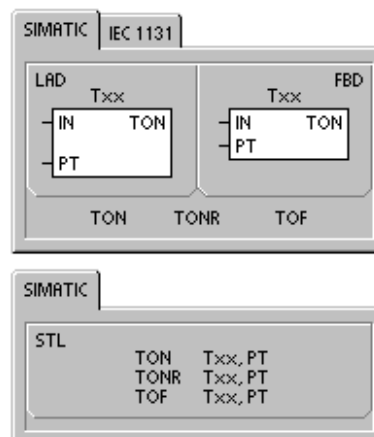 SIMATIC IEC 1131
LAD
Txx
IN TON
PT
FBD
Txx
IN TON
PT
TON TONR TOF
SIMATIC
STL
TON Txx, PT
TONR Txx, PT
TOF Txx, PT